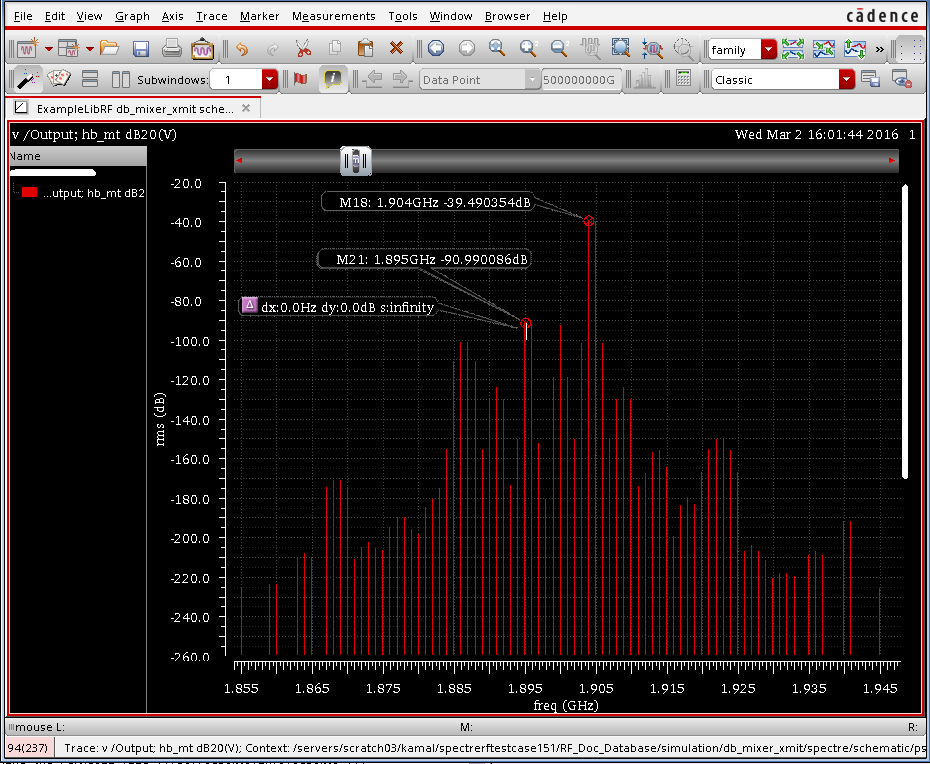 File Edit View Graph Axis Trace Marker Measurements Tools Window Browser Help cādence
family
Subwindows: 1 Data Point 500000000G Classic
ExampleLibRF db_mixer_xmit sche...
v /Output; hb_mt dB20(V) Wed Mar 2 16:01:44 2016 1
Name
...utput; hb_mt dB2
-20.0
M18: 1.904GHz -39.490354dB
-40.0
M21: 1.895GHz -90.990086dB
-60.0
-80.0
dx:0.0Hz dy:0.0dB s:infinity
-100.0
-120.0
-140.0
rms (dB)
-160.0
-180.0
-200.0
-220.0
-240.0
-260.0
1.855 1.865 1.875 1.885 1.895 1.905 1.915 1.925 1.935 1.945
freq (GHz)
mouse L: M: R:
94(237) Trace: v /Output; hb_mt dB20(V); Context: /servers/scratch03/kamal/spectrerftestcase151/RF_Doc_Database/simulation/db_mixer_xmit/spectre/schematic/ps